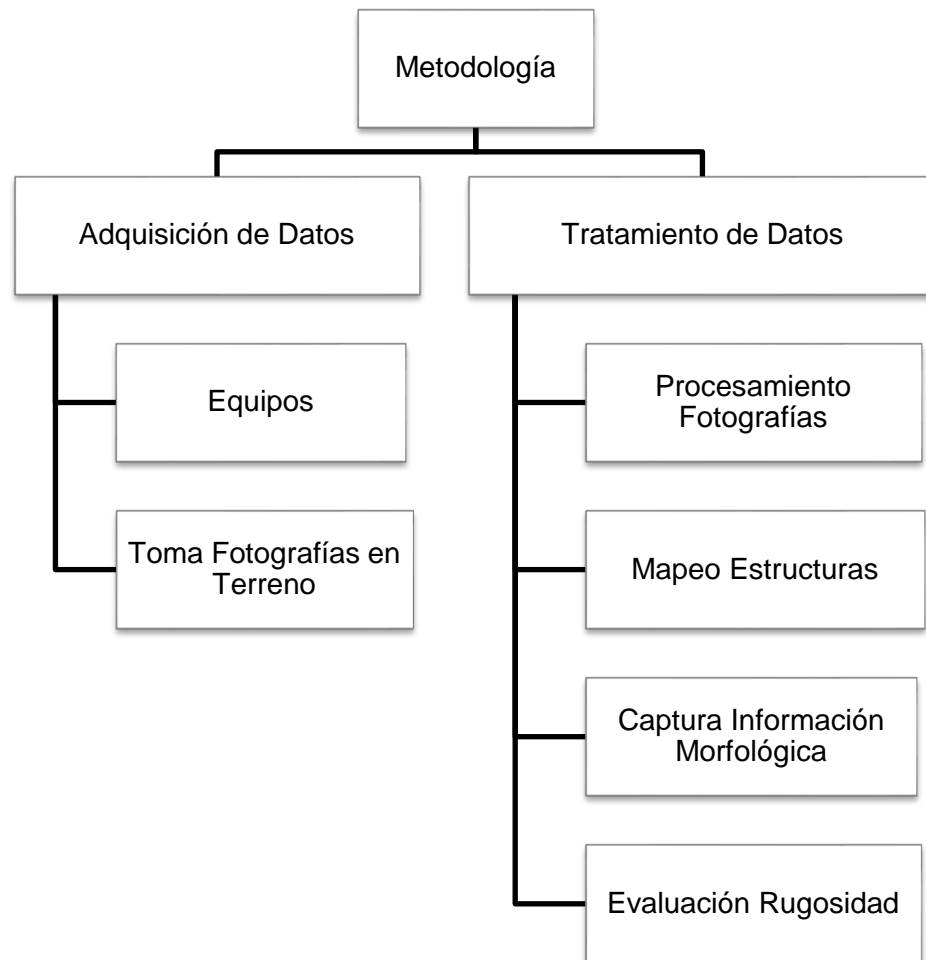 Metodología
Adquisición de Datos
Equipos
Toma Fotografías en
Terreno
Tratamiento de Datos
Procesamiento
Fotografías
Mapeo Estructuras
Captura Información
Morfológica
Evaluación Rugosidad